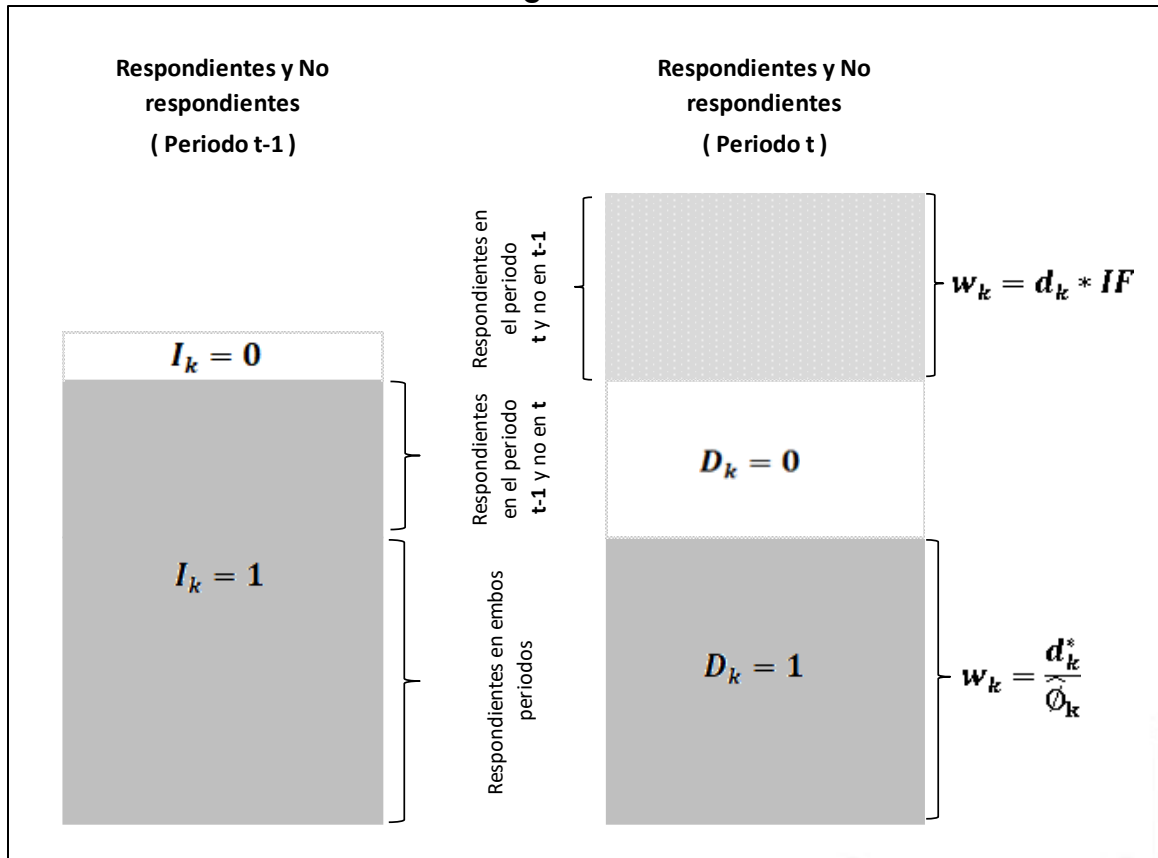 Respondientes y No
respondientes
( Periodo t-1 )
Respondientes y No
respondientes
( Periodo t )
Respondientes en
el periodo
t y no en t-1
w_k = d_k * IF
I_k = 0
Respondientes
en el periodo
t-1 y no en t
D_k = 0
I_k = 1
Respondientes en embos
periodos
D_k = 1
w_k = d_k^* / \hat{Ø}_k